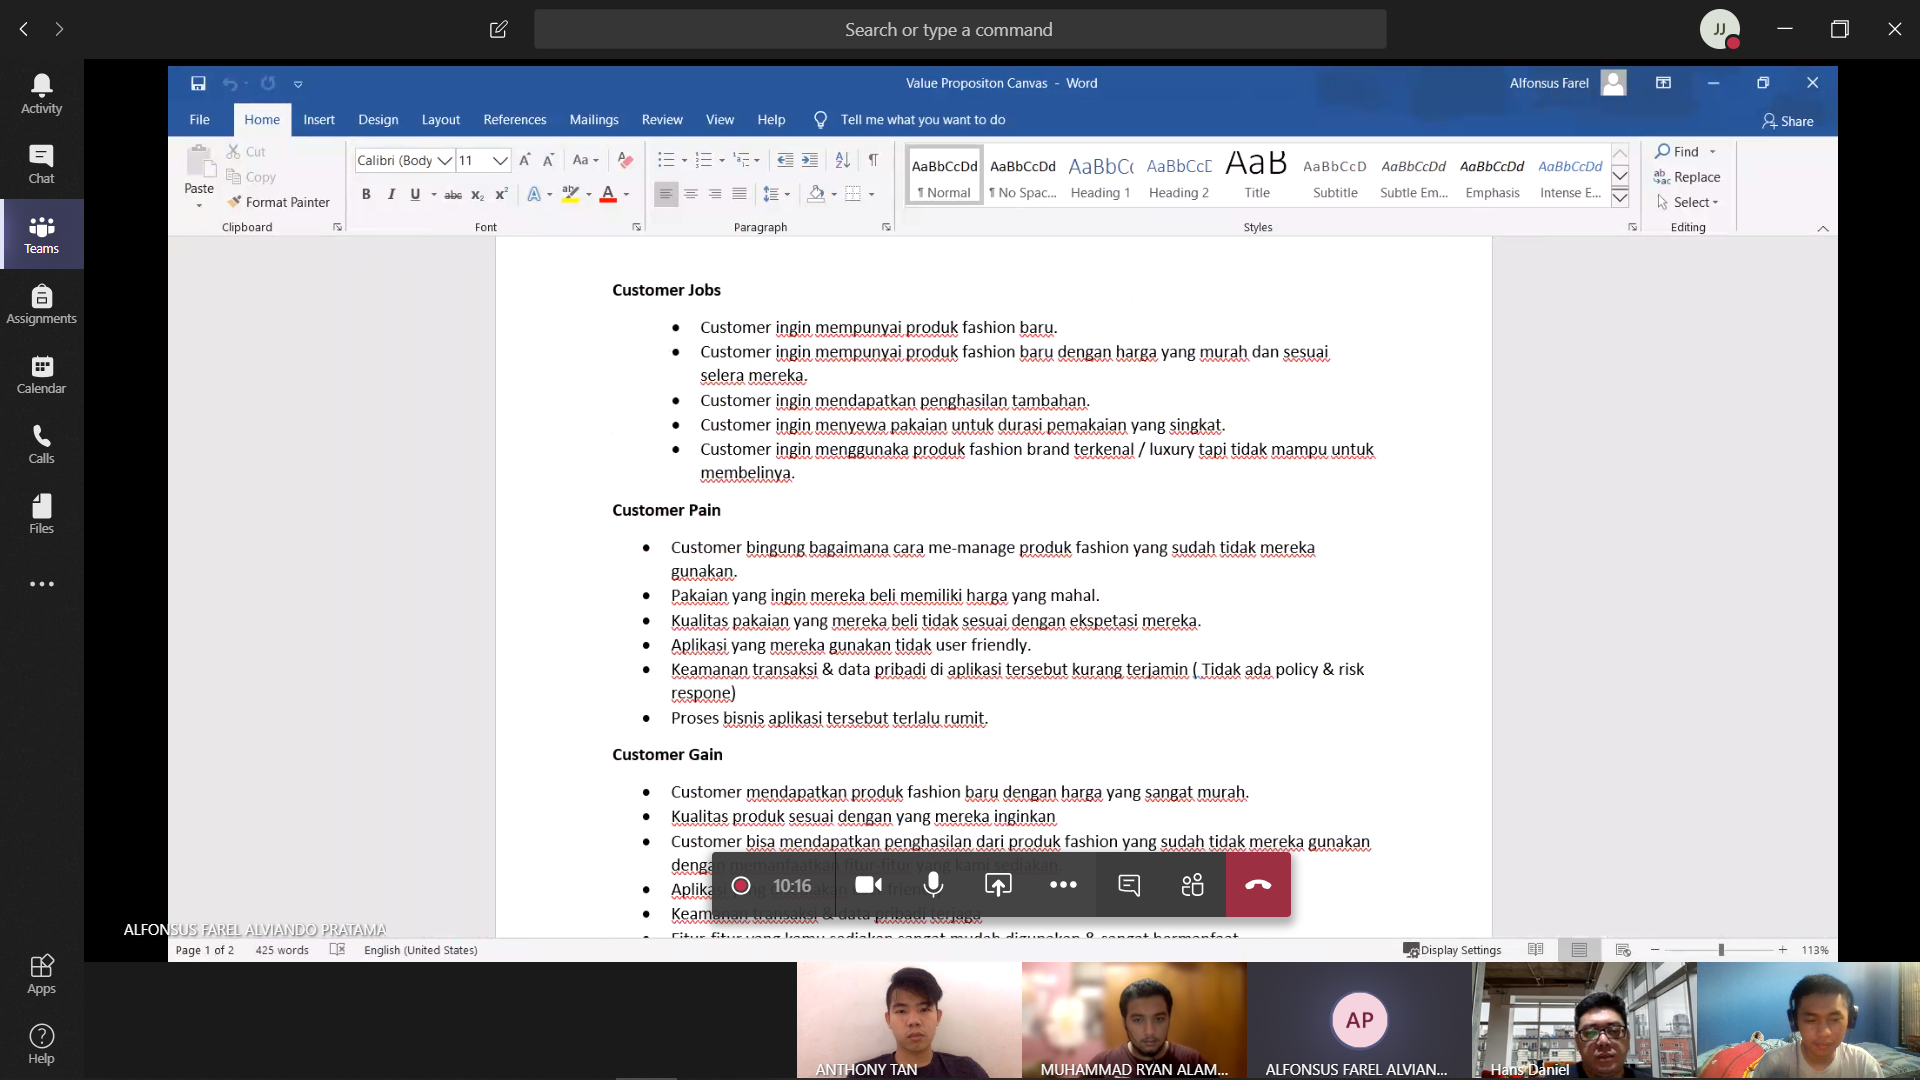 Search or type a command
JJ
Activity
Chat
Teams
Assignments
Calendar
Calls
Files
Apps
Help
Value Propositon Canvas - Word
Alfonsus Farel
File Home Insert Design Layout References Mailings Review View Help Tell me what you want to do
Share
Paste
Cut
Copy
Format Painter
Clipboard
Calibri (Body 11
Font
Paragraph
AaBbCcDd AaBbCcDd AaBbCc AaBbCcE AaB AaBbCcD AaBbCcDd AaBbCcDd AaBbCcDd
¶ Normal ¶ No Spac... Heading 1 Heading 2 Title Subtitle Subtle Em... Emphasis Intense E...
Styles
Find
Replace
Select
Editing
Customer Jobs
Customer ingin mempunyai produk fashion baru.
Customer ingin mempunyai produk fashion baru dengan harga yang murah dan sesuai
selera mereka.
Customer ingin mendapatkan penghasilan tambahan.
Customer ingin menyewa pakaian untuk durasi pemakaian yang singkat.
Customer ingin menggunaka produk fashion brand terkenal / luxury tapi tidak mampu untuk
membelinya.
Customer Pain
Customer bingung bagaimana cara me-manage produk fashion yang sudah tidak mereka
gunakan.
Pakaian yang ingin mereka beli memiliki harga yang mahal.
Kualitas pakaian yang mereka beli tidak sesuai dengan ekspetasi mereka.
Aplikasi yang mereka gunakan tidak user friendly.
Keamanan transaksi & data pribadi di aplikasi tersebut kurang terjamin ( Tidak ada policy & risk
respone)
Proses bisnis aplikasi tersebut terlalu rumit.
Customer Gain
Customer mendapatkan produk fashion baru dengan harga yang sangat murah.
Kualitas produk sesuai dengan yang mereka inginkan
Customer bisa mendapatkan penghasilan dari produk fashion yang sudah tidak mereka gunakan
dengan memanfaatkan fitur-fitur yang kami sediakan.
Keamanan transaksi & data pribadi terjaga
Fitur-fitur yang kamu sediakan sangat mudah digunakan & sangat bermanfaat
10:16
ALFONSUS FAREL ALVIANDO PRATAMA
Page 1 of 2 425 words English (United States)
Display Settings
113%
ANTHONY TAN
MUHAMMAD RYAN ALAM...
AP
ALFONSUS FAREL ALVIAN...
Hans Daniel